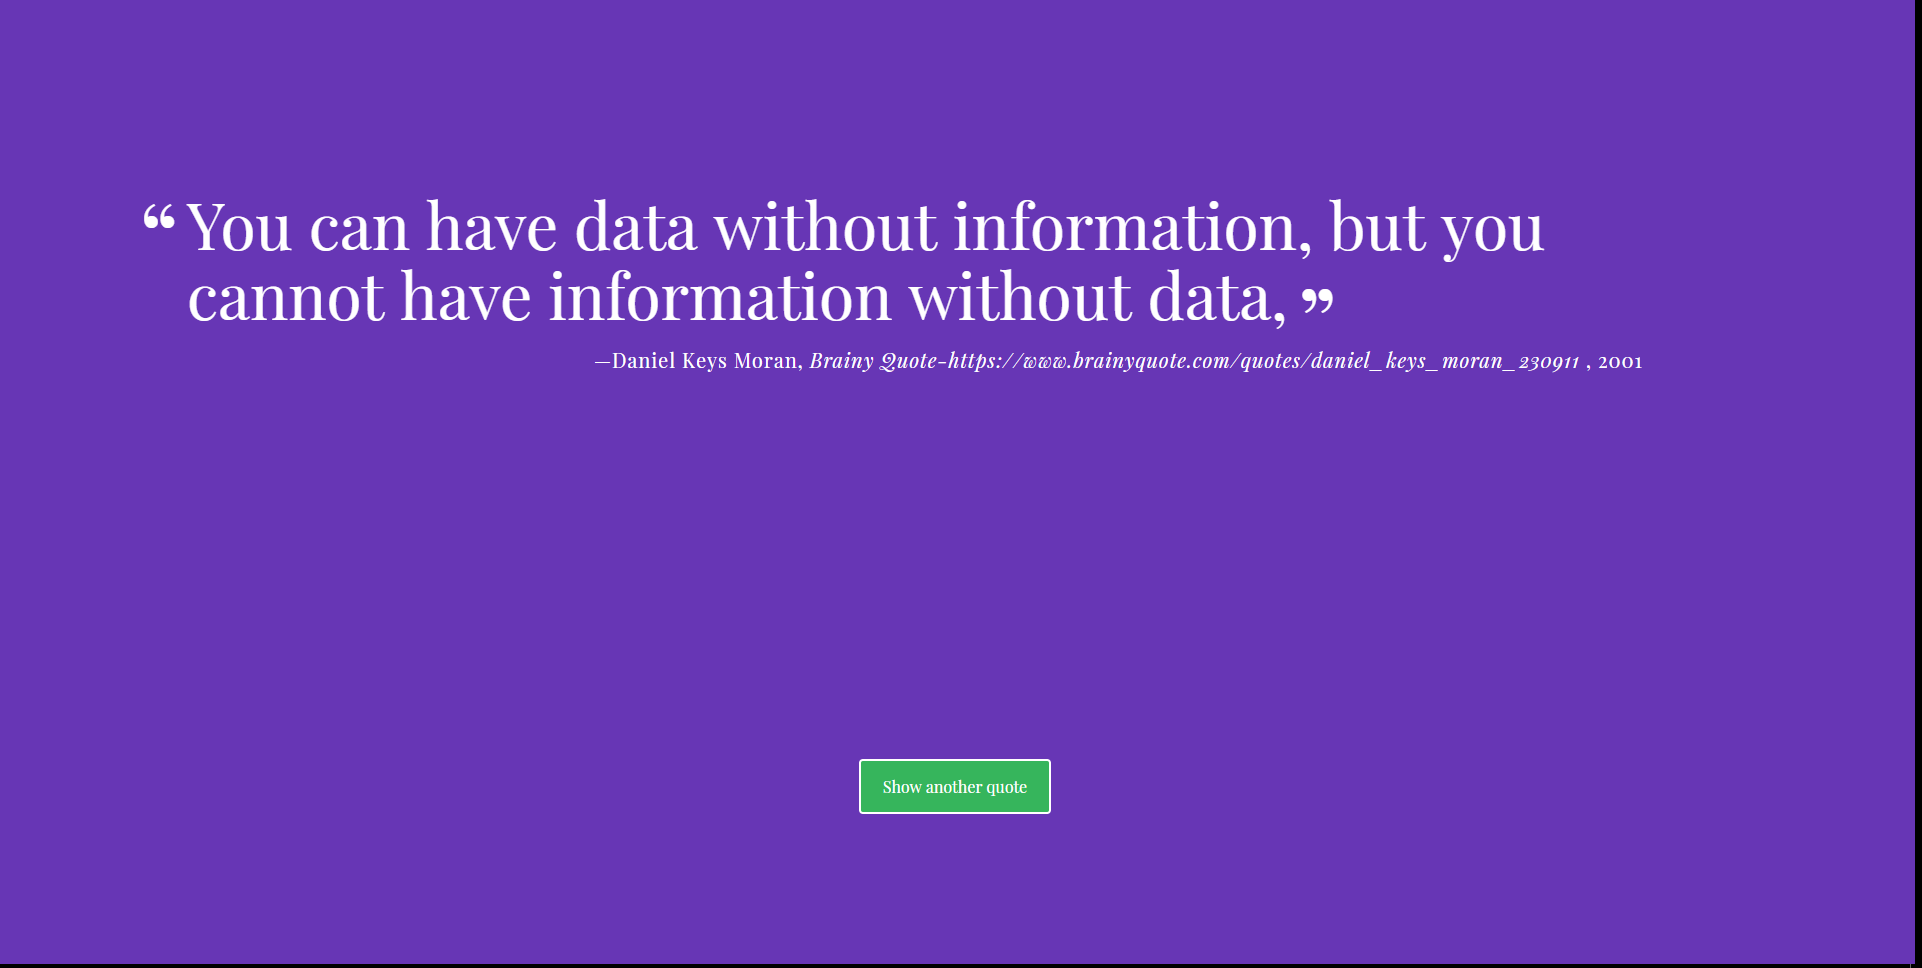 “You can have data without information, but you
cannot have information without data, ”
—Daniel Keys Moran, Brainy Quote-https://www.brainyquote.com/quotes/daniel_keys_moran_230911 , 2001
Show another quote